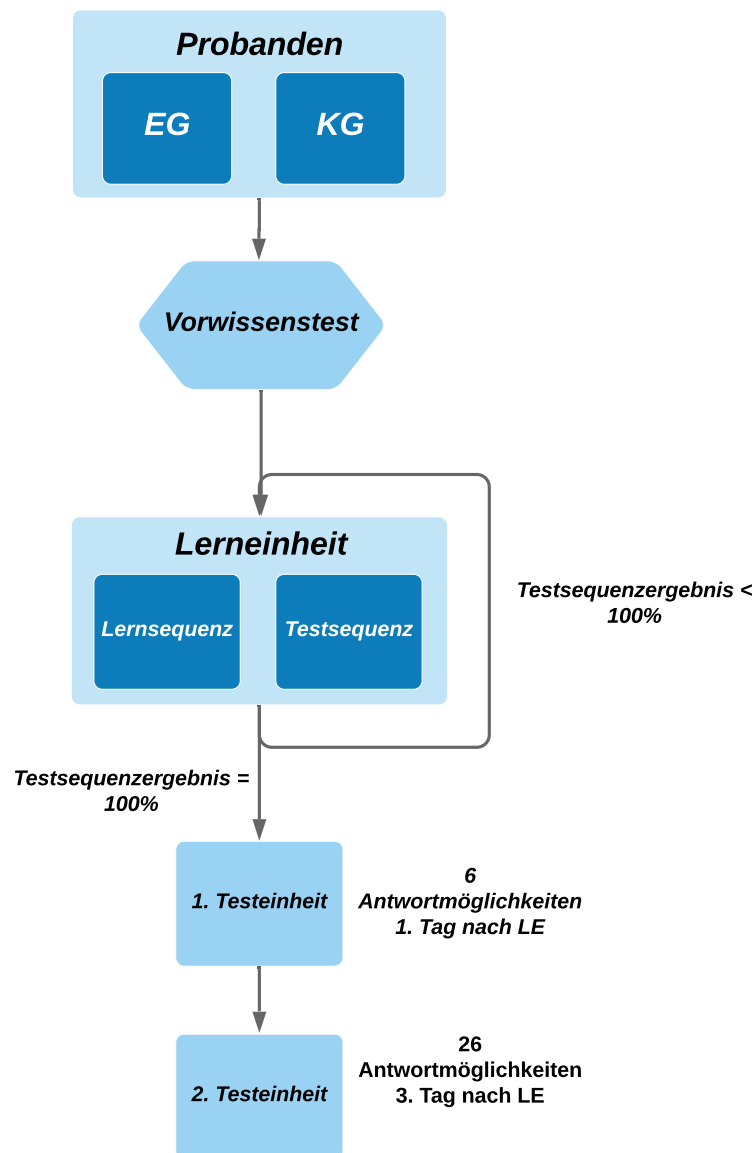 Probanden
EG
KG
Vorwissenstest
Lerneinheit
Lernsequenz
Testsequenz
Testsequenzergebnis <
100%
Testsequenzergebnis =
100%
1. Testeinheit
6
Antwortmöglichkeiten
1. Tag nach LE
2. Testeinheit
26
Antwortmöglichkeiten
3. Tag nach LE